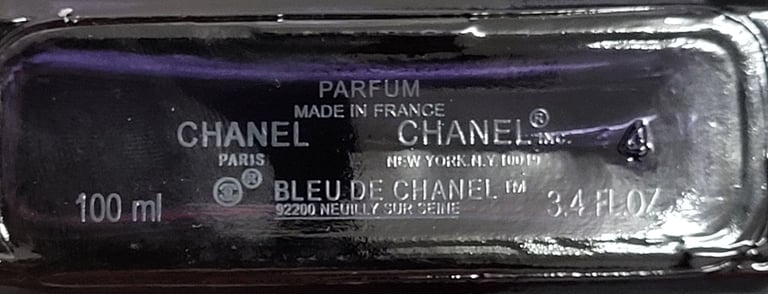 PARFUM
MADE IN FRANCE
CHANEL CHANEL® INC.
PARIS NEW YORK.N.Y 10019
® BLEU DE CHANEL™
100 ml 92200 NEUILLY SUR SEINE 3.4 FL.OZ
4